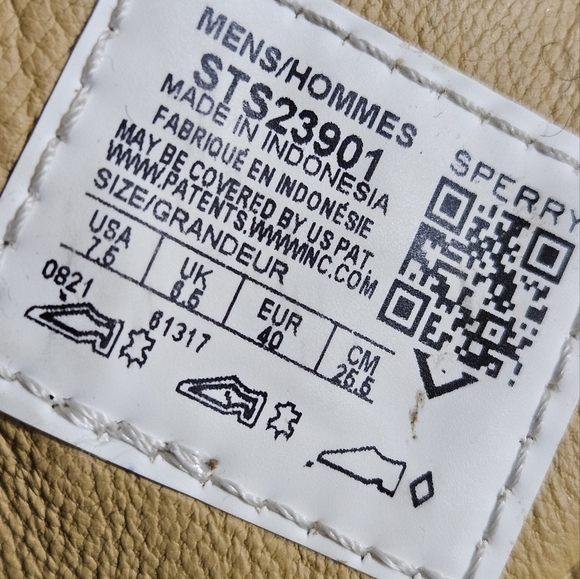 MENS/HOMMES
STS23901
MADE IN INDONESIA
FABRIQUÉ EN INDONÉSIE
MAY BE COVERED BY US PAT
WWW.PATENTS.WWWINC.COM
SIZE/GRANDEUR
USA UK EUR CM
7.5 6.5 40 25.5
0821 61317
SPERRY